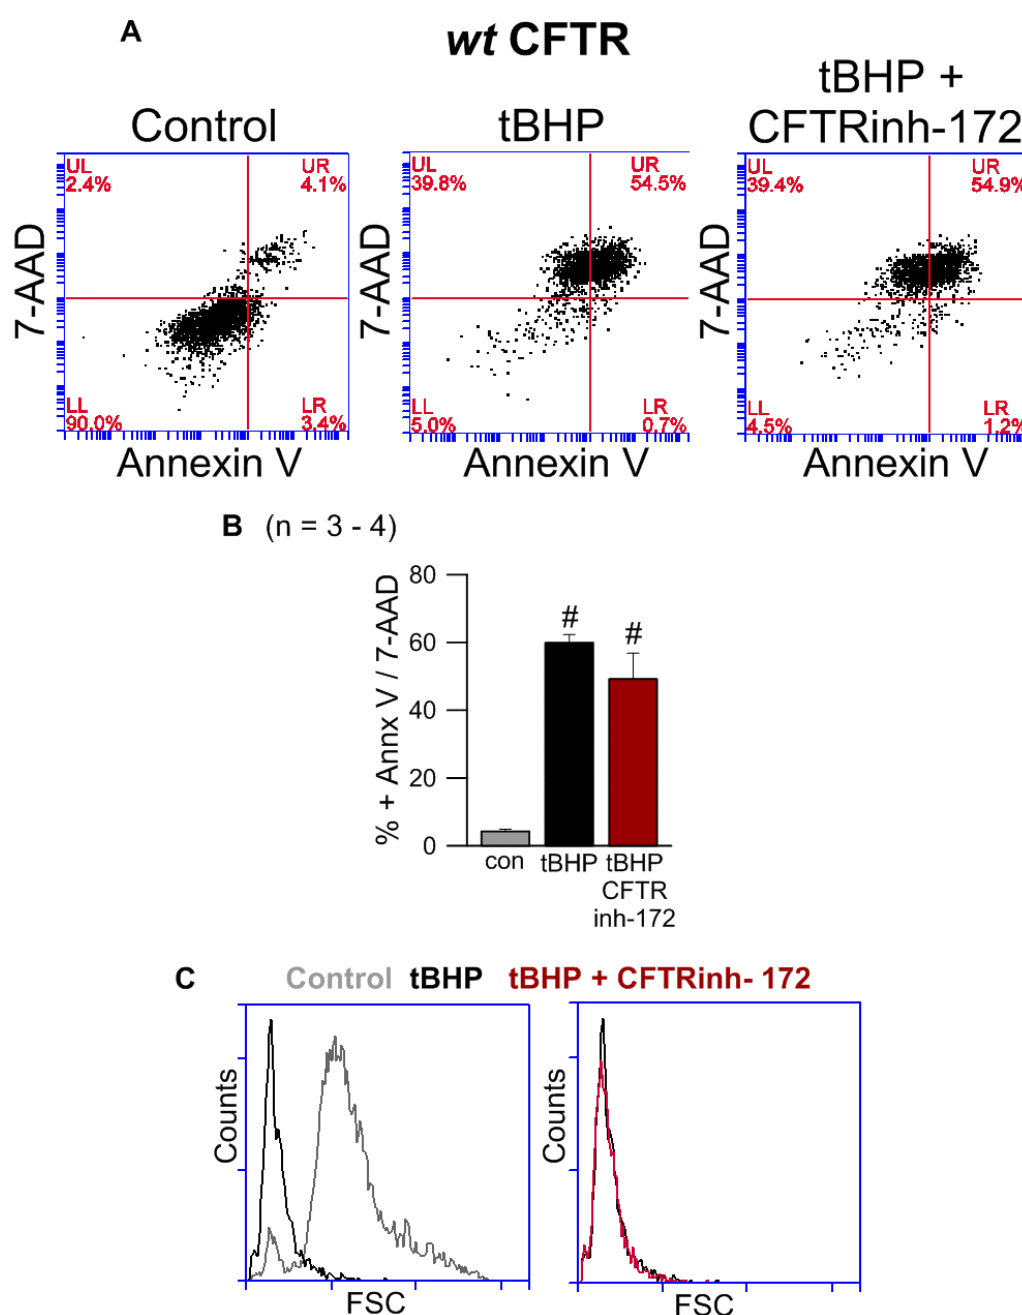 A
wt CFTR
Control
tBHP
tBHP +
CFTRinh-172
UL
2.4%
UR
4.1%
LL
90.0%
LR
3.4%
7-AAD
Annexin V
UL
39.8%
UR
54.5%
LL
5.0%
LR
0.7%
7-AAD
Annexin V
UL
39.4%
UR
54.9%
LL
4.5%
LR
1.2%
7-AAD
Annexin V
B (n = 3 - 4)
% + Annx V / 7-AAD
80
60
40
20
0
#
#
con
tBHP
tBHP
CFTR
inh-172
C
Control tBHP tBHP + CFTRinh- 172
Counts
FSC
Counts
FSC